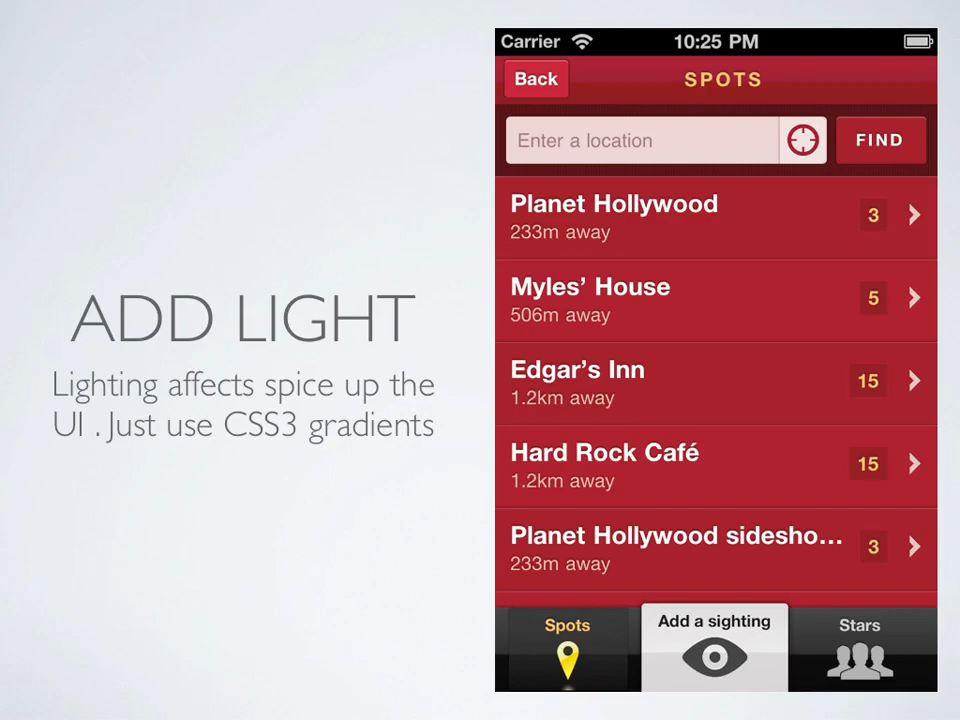 ADD LIGHT
Lighting affects spice up the
UI . Just use CSS3 gradients
Carrier 10:25 PM
Back SPOTS
Enter a location FIND
Planet Hollywood
233m away
3
Myles’ House
506m away
5
Edgar’s Inn
1.2km away
15
Hard Rock Café
1.2km away
15
Planet Hollywood sidesho…
233m away
3
Spots Add a sighting Stars